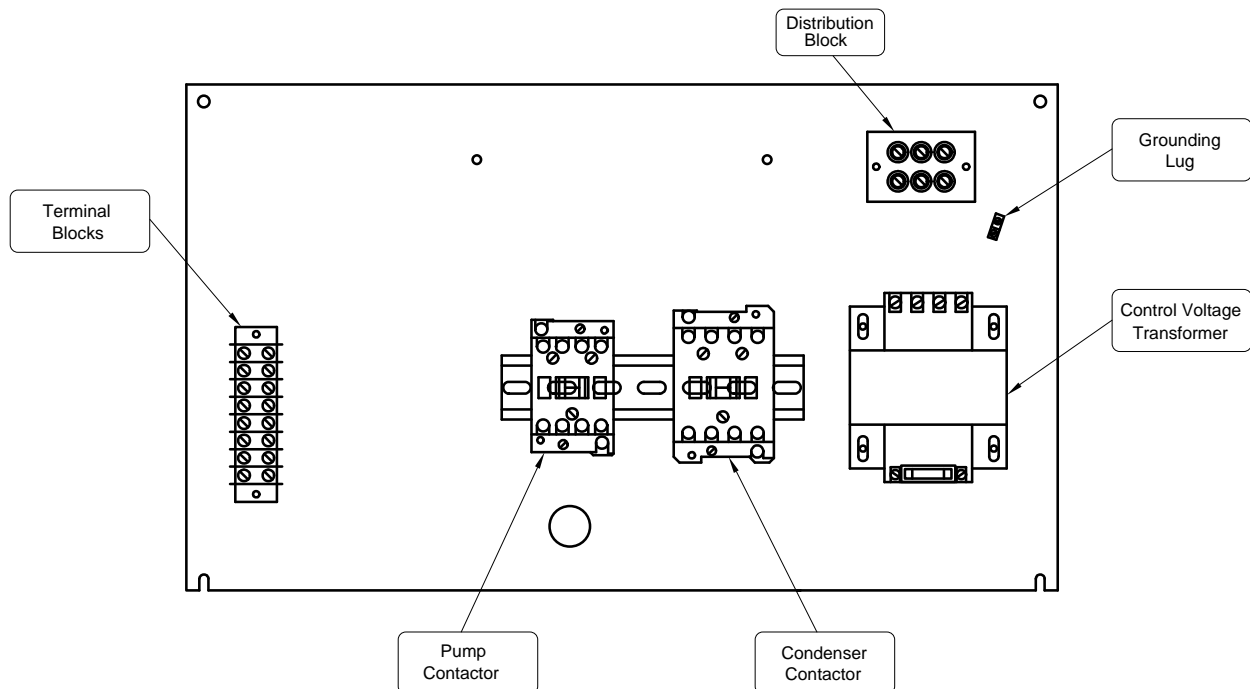 Distribution
Block
Grounding
Lug
Terminal
Blocks
Control Voltage
Transformer
Pump
Contactor
Condenser
Contactor